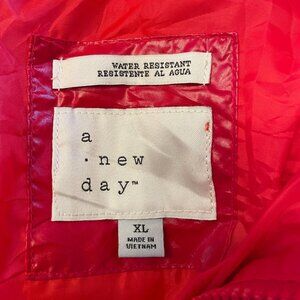 WATER RESISTANT
RESISTENTE AL AGUA
a
· new
day™
XL
MADE IN
VIETNAM